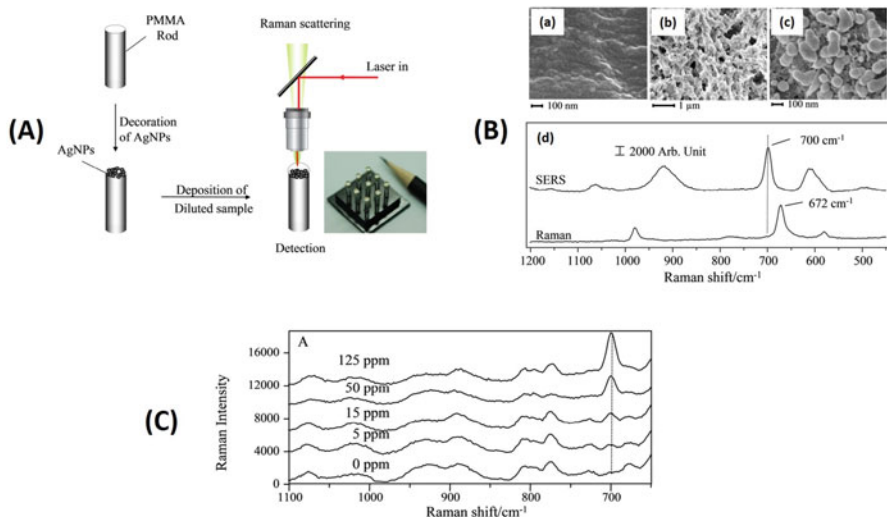 (A)
PMMA
Rod
Decoration
of AgNPs
AgNPs
Deposition of
Diluted sample
Raman scattering
Laser in
Detection
(B)
(a)
100 nm
(b)
1 µm
(c)
100 nm
(d)
2000 Arb. Unit
700 cm⁻¹
SERS
672 cm⁻¹
Raman
1200 1100 1000 900 800 700 600 500
Raman shift/cm⁻¹
(C)
A
Raman Intensity
16000
12000
8000
4000
0
125 ppm
50 ppm
15 ppm
5 ppm
0 ppm
1100 1000 900 800 700
Raman shift/cm⁻¹